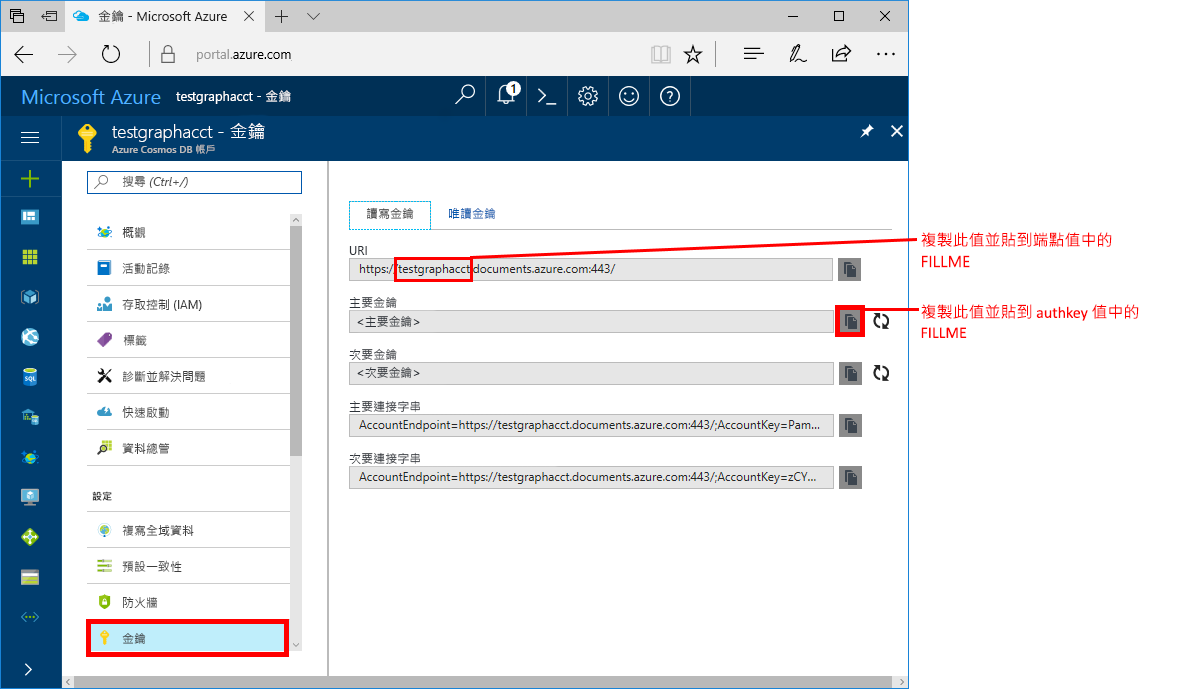 金鑰 - Microsoft Azure
portal.azure.com
Microsoft Azure
testgraphacct - 金鑰
1
testgraphacct - 金鑰
Azure Cosmos DB 帳戶
搜尋 (Ctrl+/)
概觀
活動記錄
存取控制 (IAM)
標籤
診斷並解決問題
快速啟動
資料總管
設定
複寫全域資料
預設一致性
防火牆
金鑰
讀寫金鑰
唯讀金鑰
URI
https://testgraphacct.documents.azure.com:443/
主要金鑰
<主要金鑰>
次要金鑰
<次要金鑰>
主要連接字串
AccountEndpoint=https://testgraphacct.documents.azure.com:443/;AccountKey=Pam...
次要連接字串
AccountEndpoint=https://testgraphacct.documents.azure.com:443/;AccountKey=zCY...
複製此值並貼到端點值中的
FILLME
複製此值並貼到 authkey 值中的
FILLME
SQL